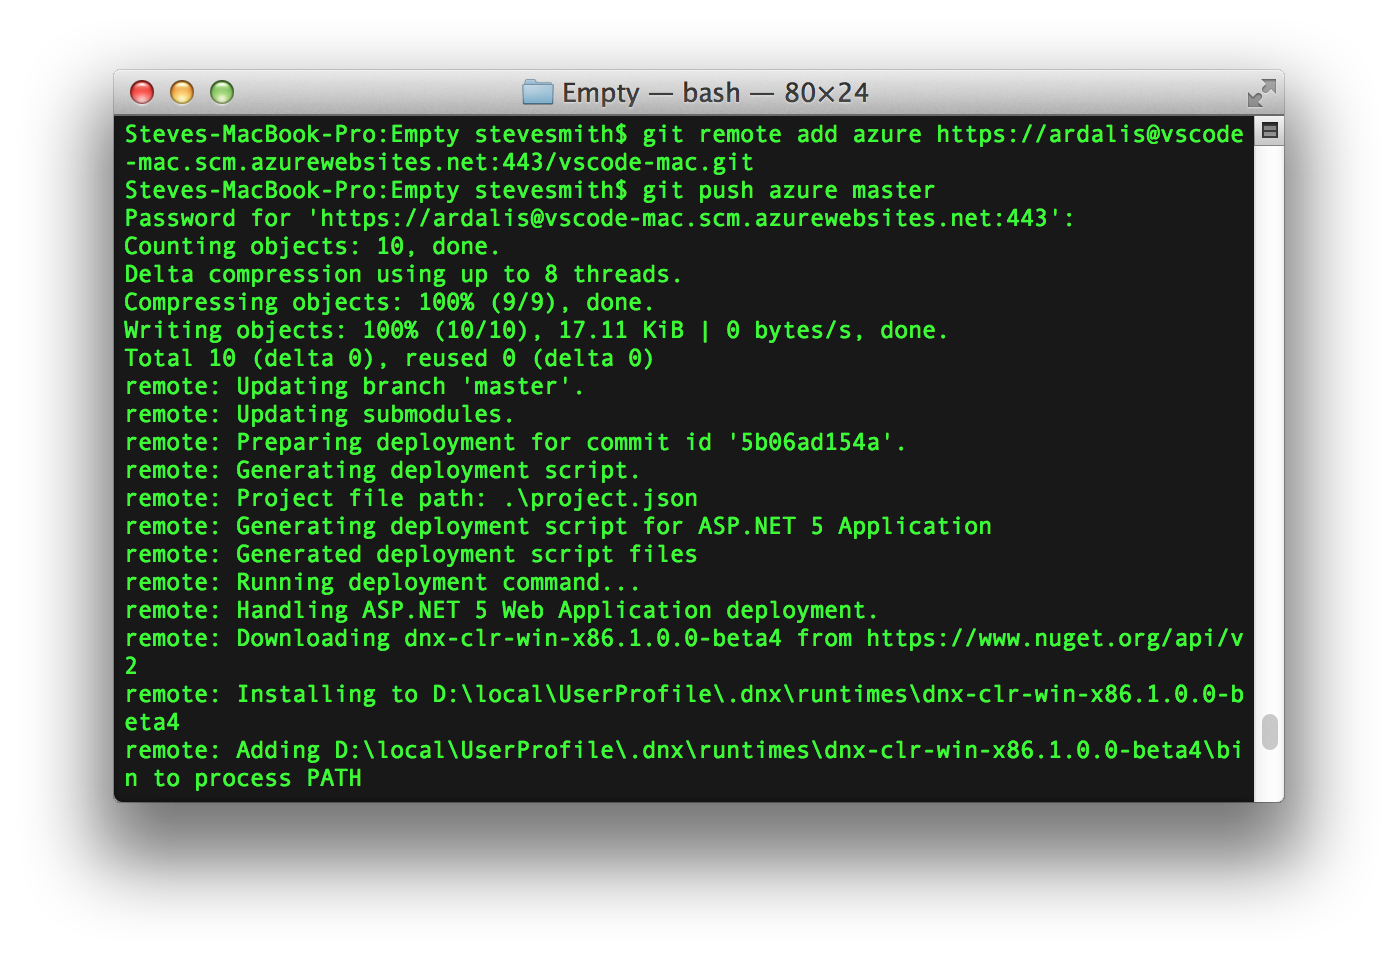 Empty — bash — 80×24
Steves-MacBook-Pro:Empty stevesmith$ git remote add azure https://ardalis@vscode
-mac.scm.azurewebsites.net:443/vscode-mac.git
Steves-MacBook-Pro:Empty stevesmith$ git push azure master
Password for 'https://ardalis@vscode-mac.scm.azurewebsites.net:443':
Counting objects: 10, done.
Delta compression using up to 8 threads.
Compressing objects: 100% (9/9), done.
Writing objects: 100% (10/10), 17.11 KiB | 0 bytes/s, done.
Total 10 (delta 0), reused 0 (delta 0)
remote: Updating branch 'master'.
remote: Updating submodules.
remote: Preparing deployment for commit id '5b06ad154a'.
remote: Generating deployment script.
remote: Project file path: .\project.json
remote: Generating deployment script for ASP.NET 5 Application
remote: Generated deployment script files
remote: Running deployment command...
remote: Handling ASP.NET 5 Web Application deployment.
remote: Downloading dnx-clr-win-x86.1.0.0-beta4 from https://www.nuget.org/api/v
2
remote: Installing to D:\local\UserProfile\.dnx\runtimes\dnx-clr-win-x86.1.0.0-b
eta4
remote: Adding D:\local\UserProfile\.dnx\runtimes\dnx-clr-win-x86.1.0.0-beta4\bi
n to process PATH